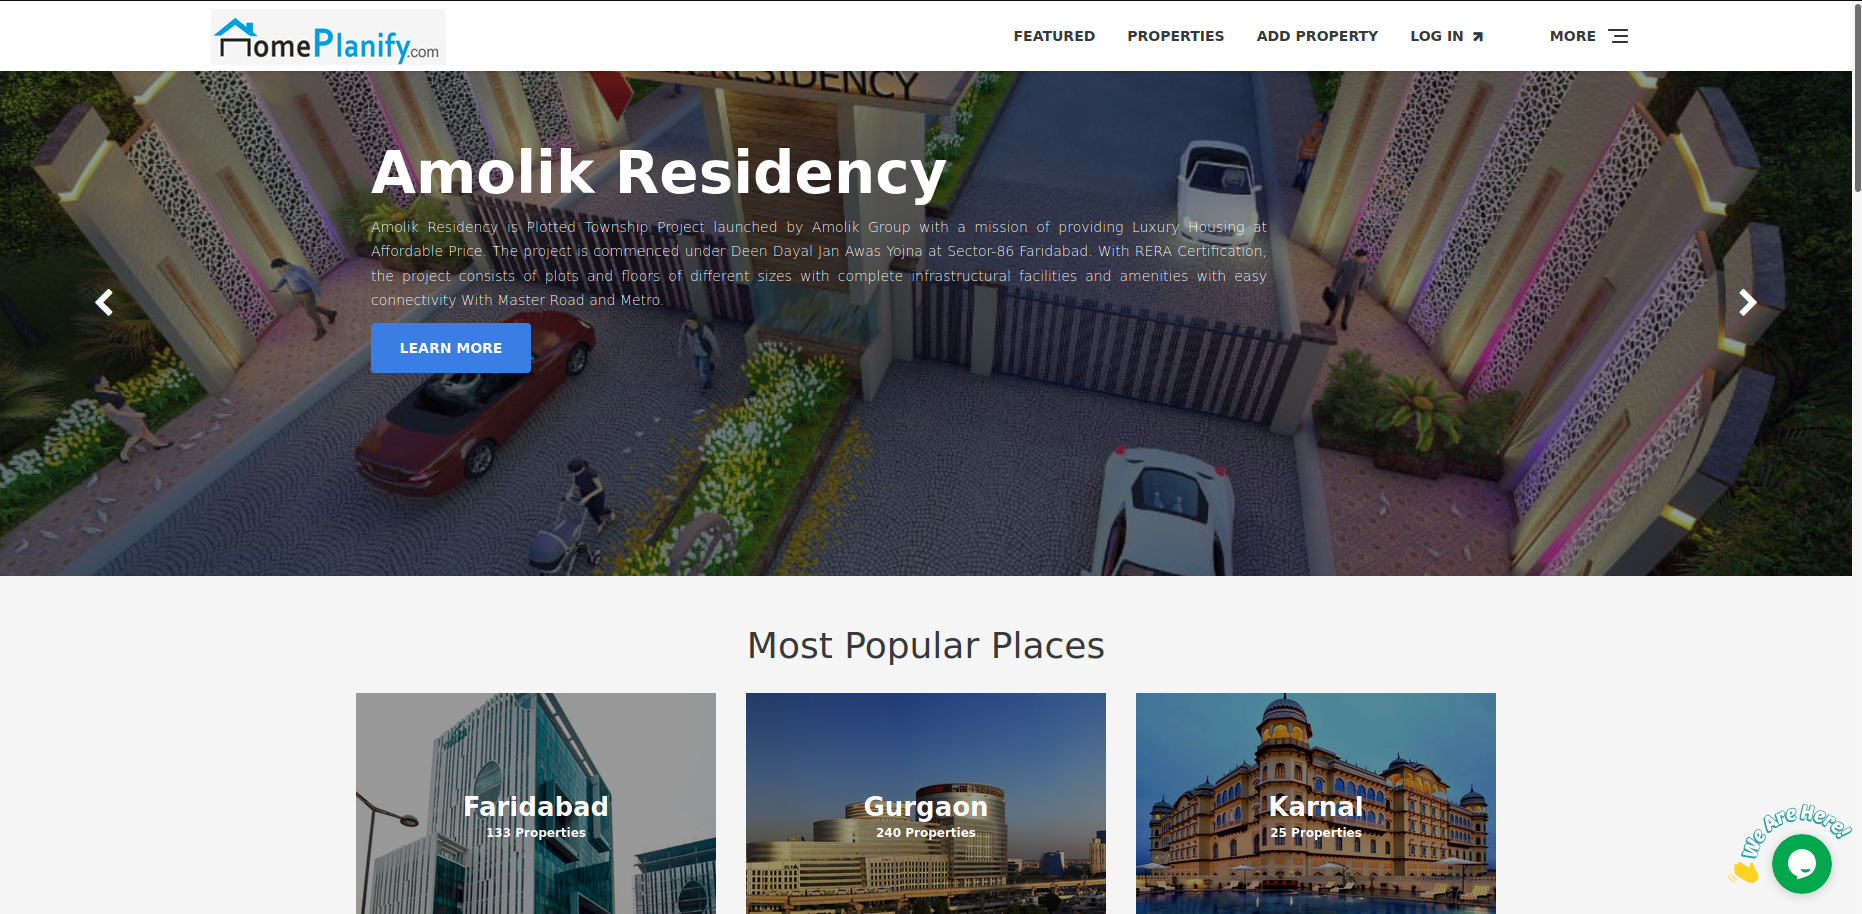 HomePlanify.com
FEATURED
PROPERTIES
ADD PROPERTY
LOG IN
MORE
RESIDENCY
Amolik Residency
Amolik Residency is Plotted Township Project launched by Amolik Group with a mission of providing Luxury Housing at
Affordable Price. The project is commenced under Deen Dayal Jan Awas Yojna at Sector-86 Faridabad. With RERA Certification,
the project consists of plots and floors of different sizes with complete infrastructural facilities and amenities with easy
connectivity With Master Road and Metro.
LEARN MORE
Most Popular Places
Faridabad
133 Properties
Gurgaon
240 Properties
Karnal
25 Properties
We Are Here!